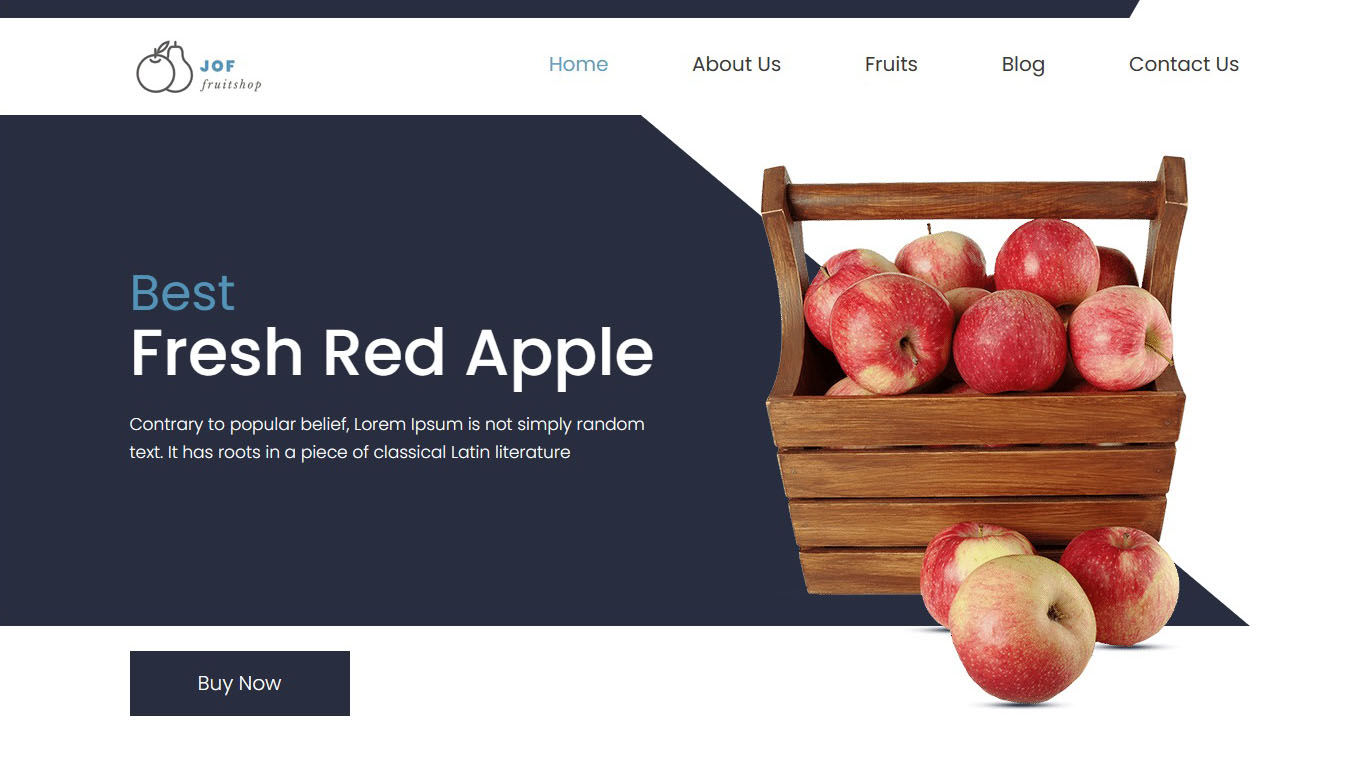 JOF
fruitshop
Home About Us Fruits Blog Contact Us
Best
Fresh Red Apple
Contrary to popular belief, Lorem Ipsum is not simply random
text. It has roots in a piece of classical Latin literature
Buy Now